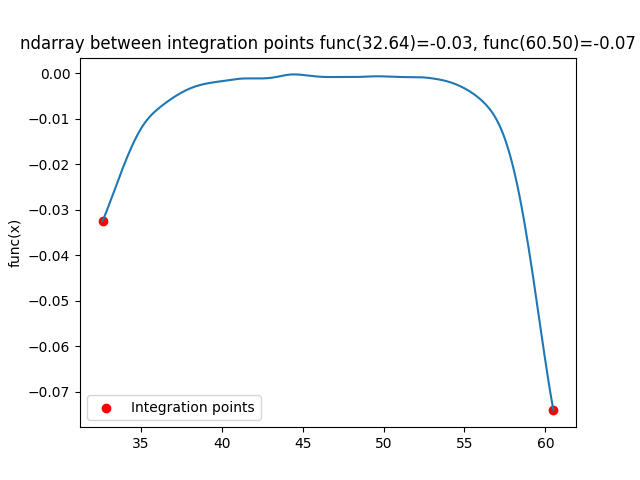 ndarray between integration points func(32.64)=-0.03, func(60.50)=-0.07
0.00
−0.01
−0.02
−0.03
−0.04
−0.05
−0.06
−0.07
func(x)
Integration points
35 40 45 50 55 60